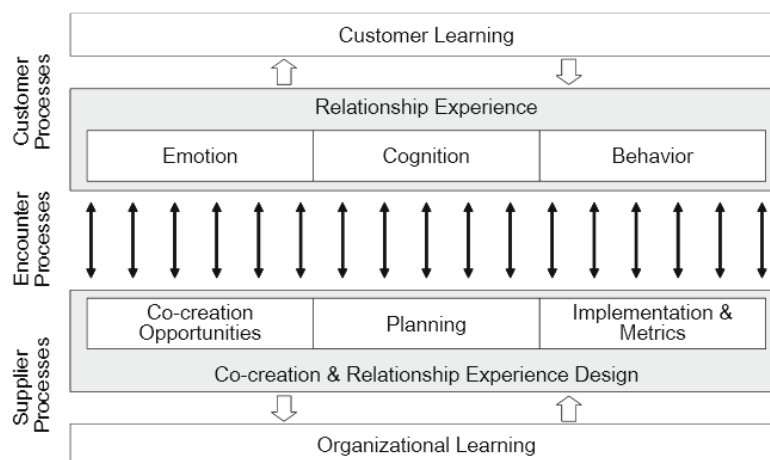 Customer Learning
Customer
Processes
Relationship Experience
Emotion
Cognition
Behavior
Encounter
Processes
Co-creation
Opportunities
Planning
Implementation &
Metrics
Supplier
Processes
Co-creation & Relationship Experience Design
Organizational Learning